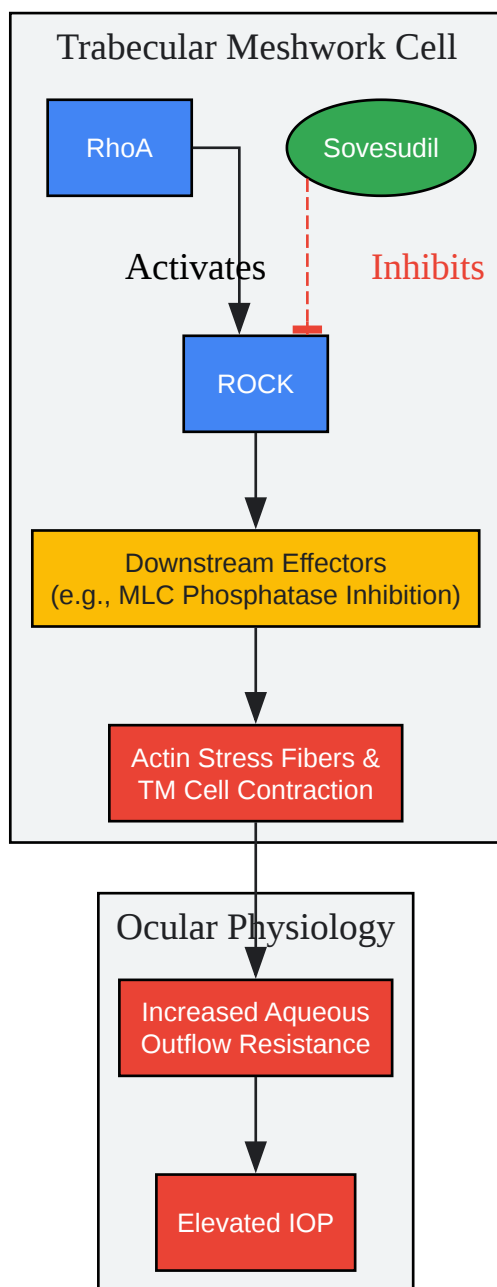 Trabecular Meshwork Cell
RhoA
Sovesudil
Activates
Inhibits
ROCK
Downstream Effectors
(e.g., MLC Phosphatase Inhibition)
Actin Stress Fibers &
TM Cell Contraction
Ocular Physiology
Increased Aqueous
Outflow Resistance
Elevated IOP